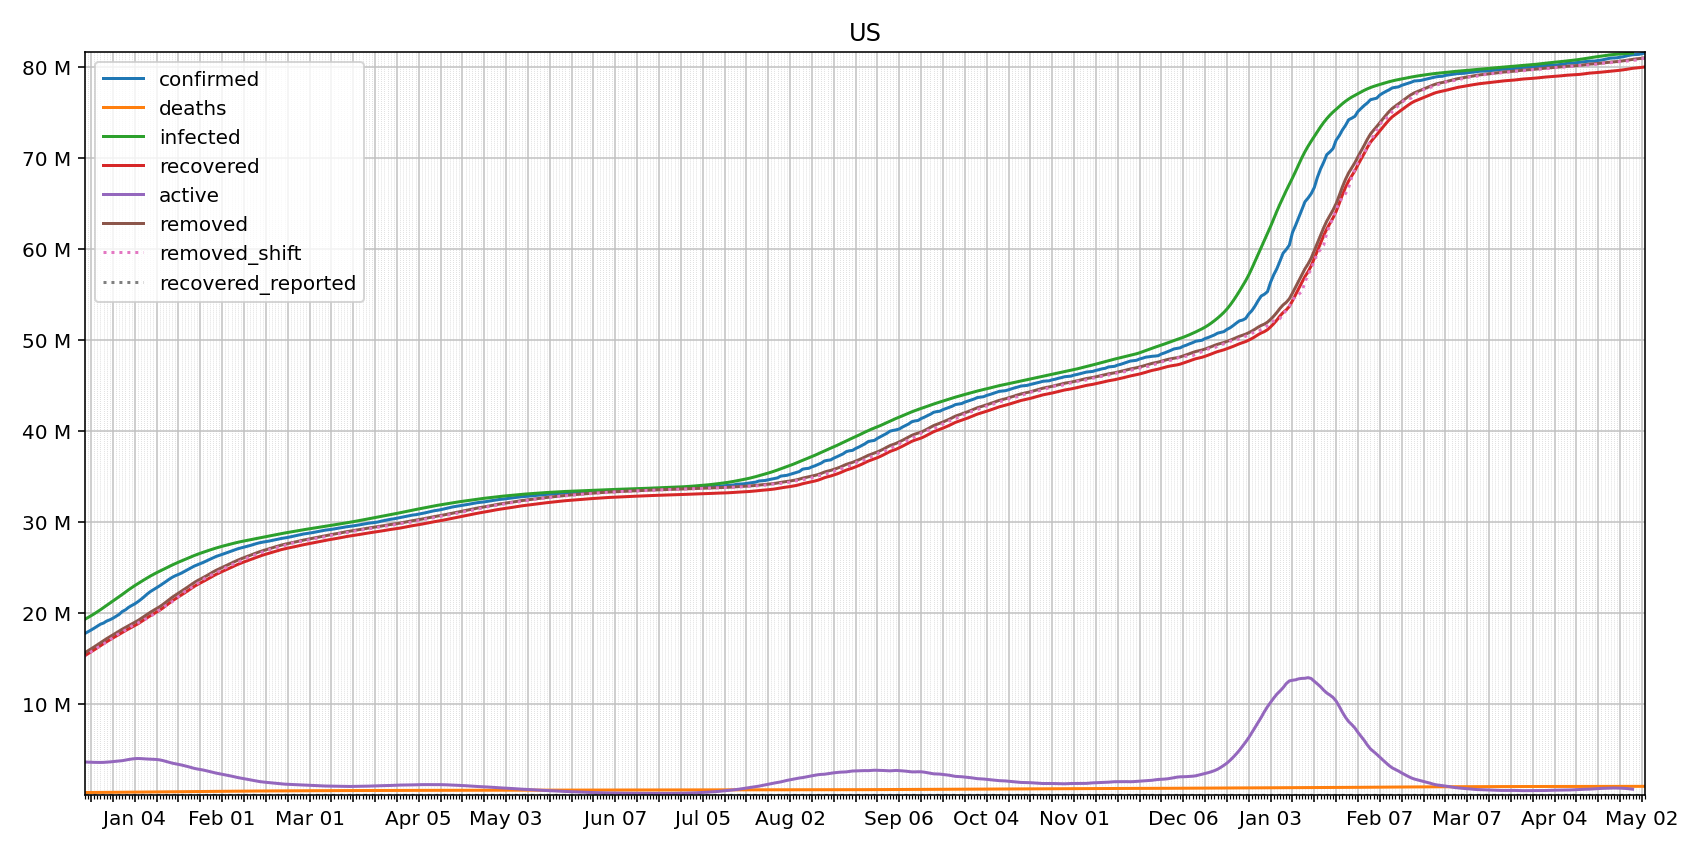 US
80 M
70 M
60 M
50 M
40 M
30 M
20 M
10 M
confirmed
deaths
infected
recovered
active
removed
removed_shift
recovered_reported
Jan 04 Feb 01 Mar 01 Apr 05 May 03 Jun 07 Jul 05 Aug 02 Sep 06 Oct 04 Nov 01 Dec 06 Jan 03 Feb 07 Mar 07 Apr 04 May 02